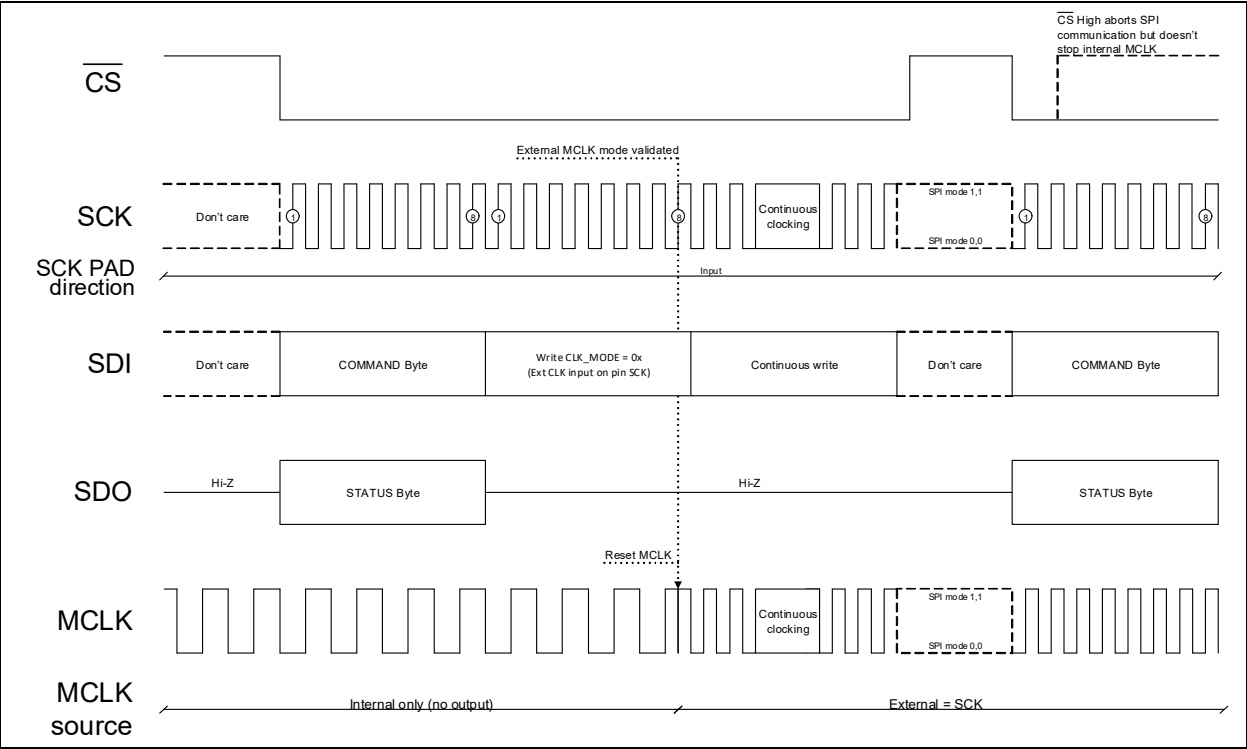 CS High aborts SPI
communication but doesn't
stop internal MCLK
CS
External MCLK mode validated
SCK
Don't care
1
8
1
8
Continuous
clocking
SPI mode 1,1
SPI mode 0,0
1
8
SCK PAD
direction
Input
SDI
Don't care
COMMAND Byte
Write CLK_MODE = 0x
(Ext CLK input on pin SCK)
Continuous write
Don't care
COMMAND Byte
SDO
Hi-Z
STATUS Byte
Hi-Z
STATUS Byte
Reset MCLK
MCLK
Continuous
clocking
SPI mode 1,1
SPI mode 0,0
MCLK
source
Internal only (no output)
External = SCK